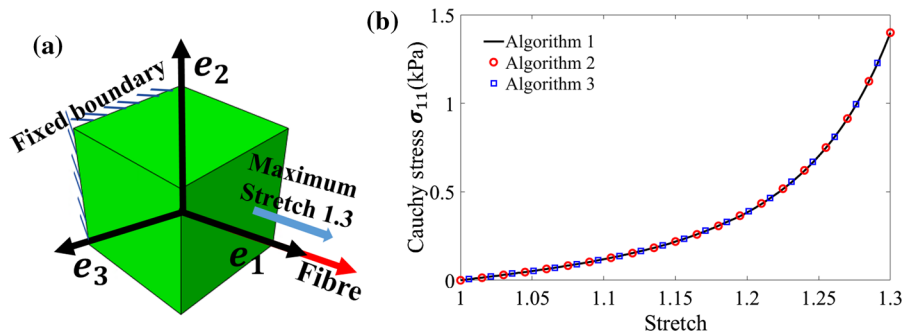 (a)
Fixed boundary
e2
Maximum
Stretch 1.3
e3
e1
Fibre
(b)
Cauchy stress σ11(kPa)
1.5
1
0.5
0
Algorithm 1
Algorithm 2
Algorithm 3
1 1.05 1.1 1.15 1.2 1.25 1.3
Stretch